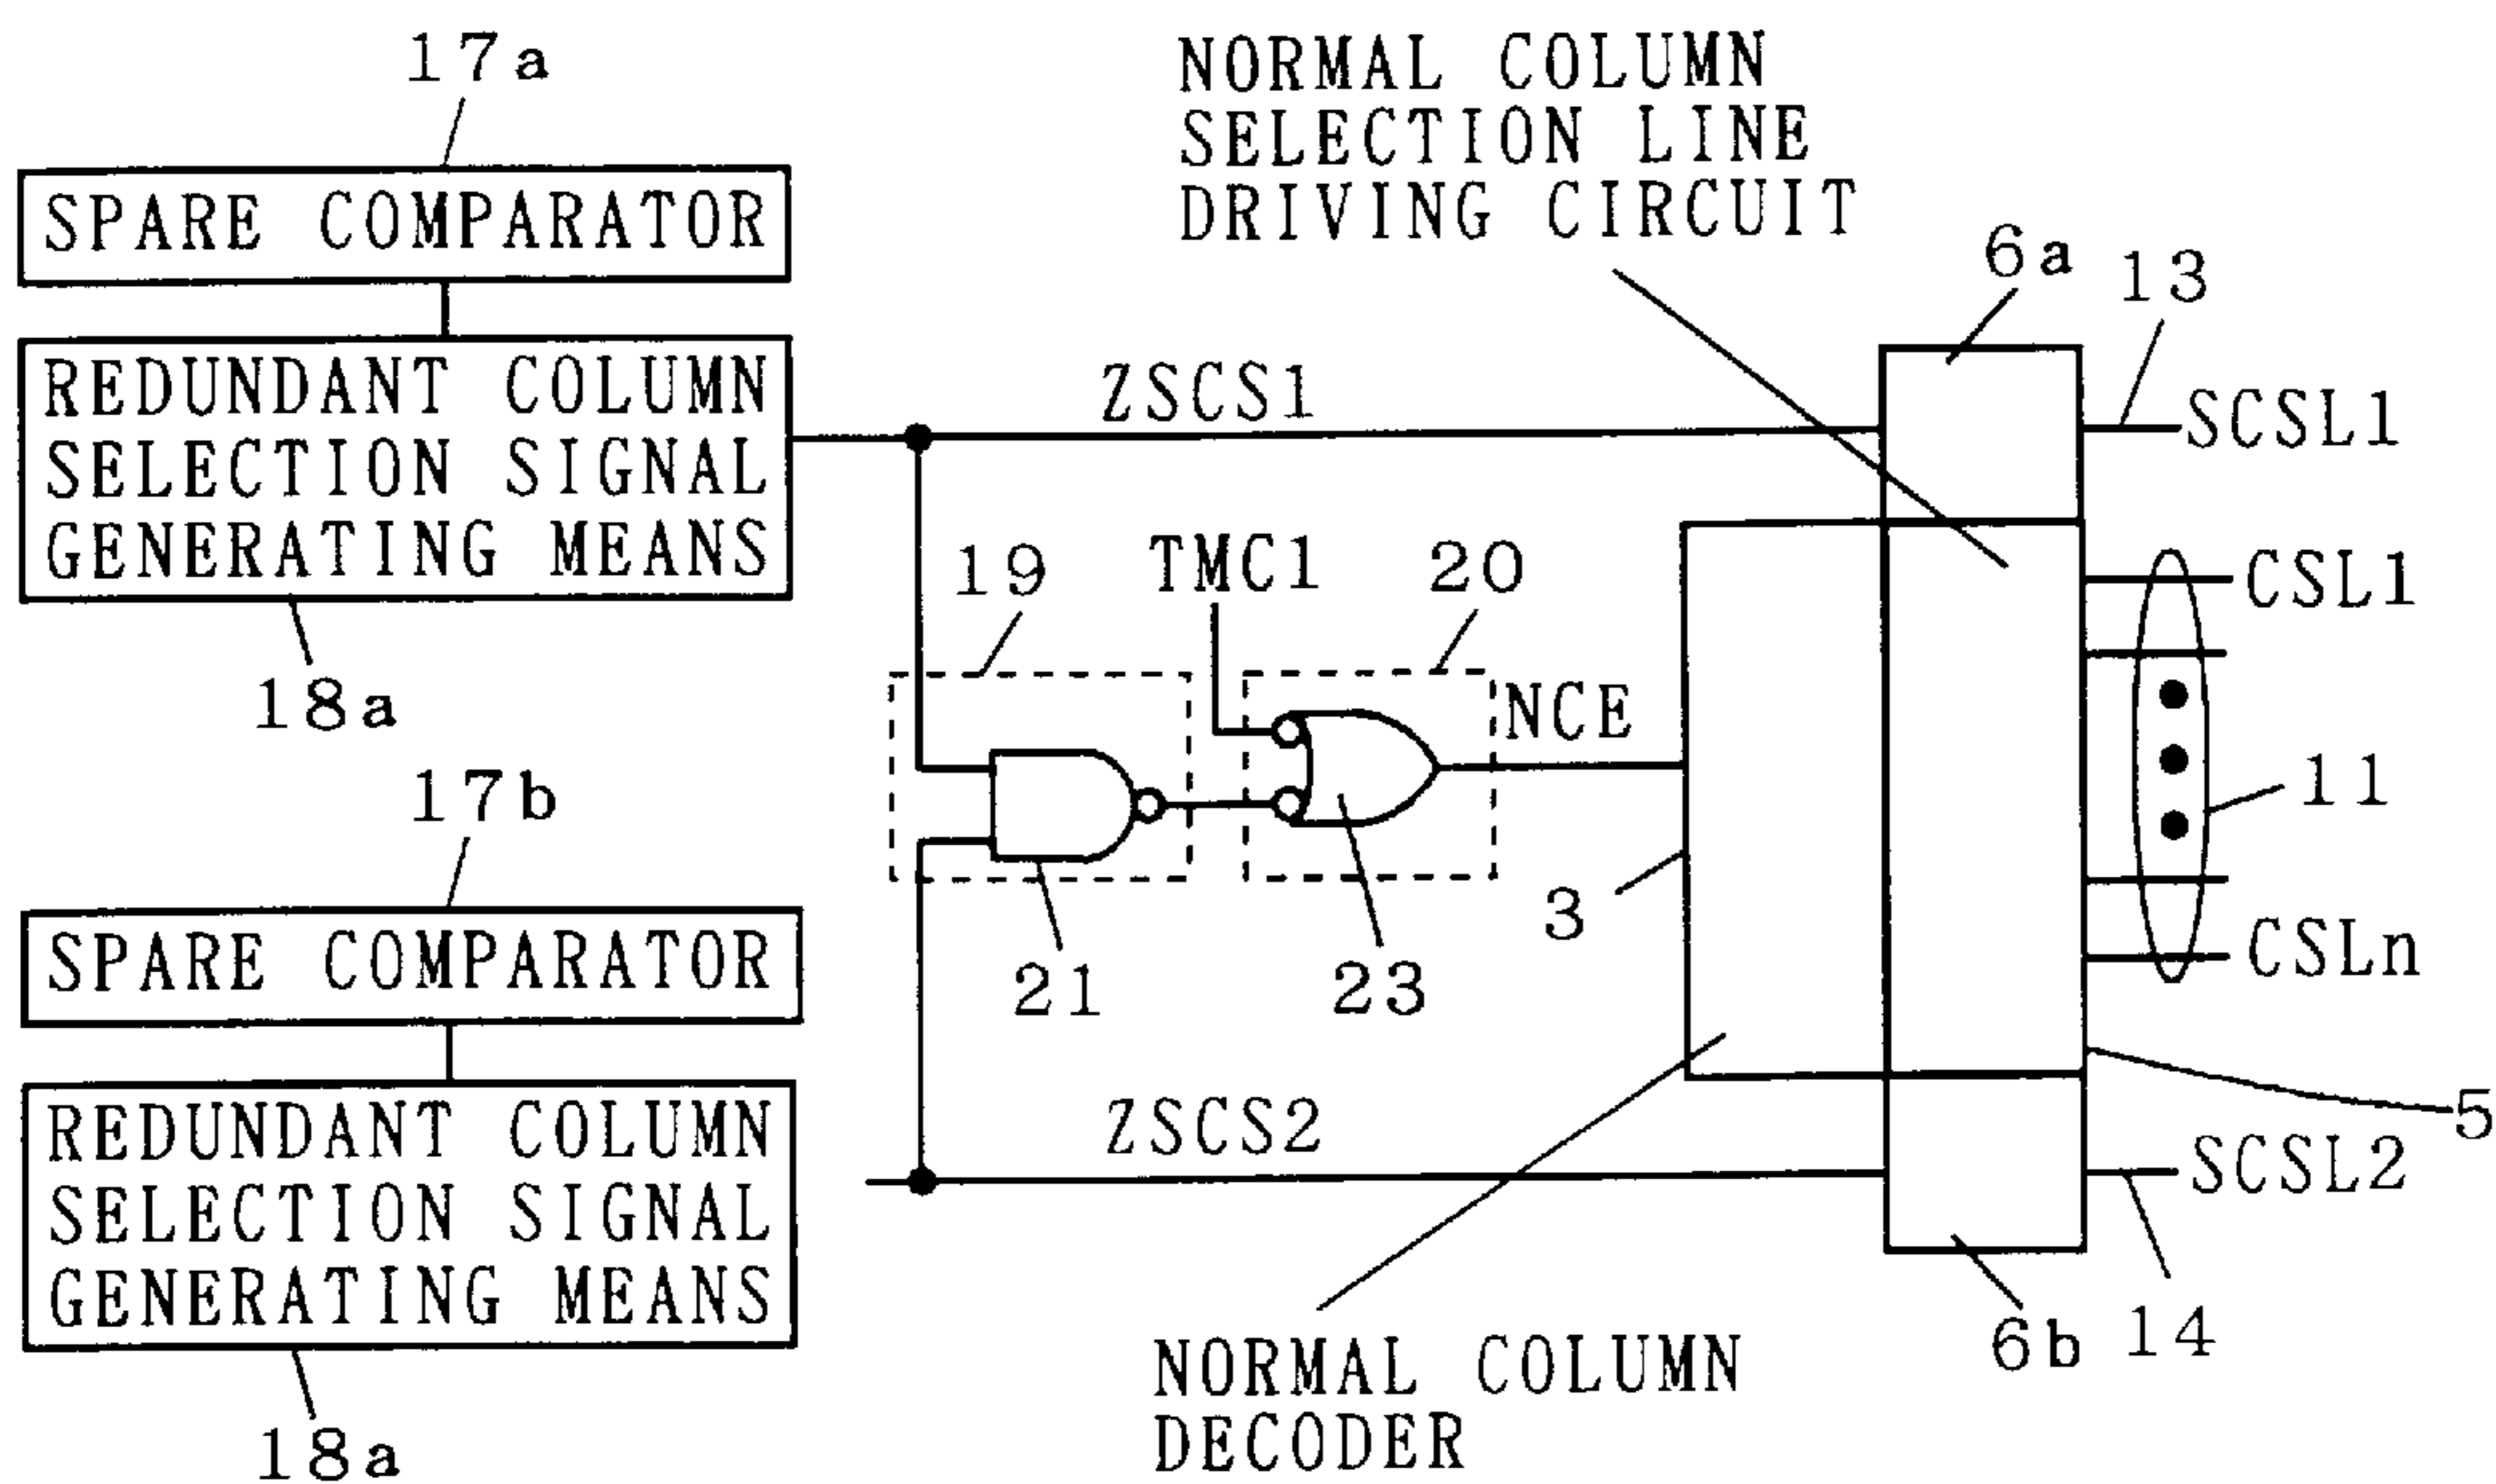 17a
SPARE COMPARATOR
REDUNDANT COLUMN
SELECTION SIGNAL
GENERATING MEANS
18a
17b
SPARE COMPARATOR
REDUNDANT COLUMN
SELECTION SIGNAL
GENERATING MEANS
18a
NORMAL COLUMN
SELECTION LINE
DRIVING CIRCUIT
6a
13
ZSCS1
SCSL1
19
TMC1
20
CSL1
NCE
11
3
21
23
CSLn
5
ZSCS2
SCSL2
6b
14
NORMAL COLUMN
DECODER